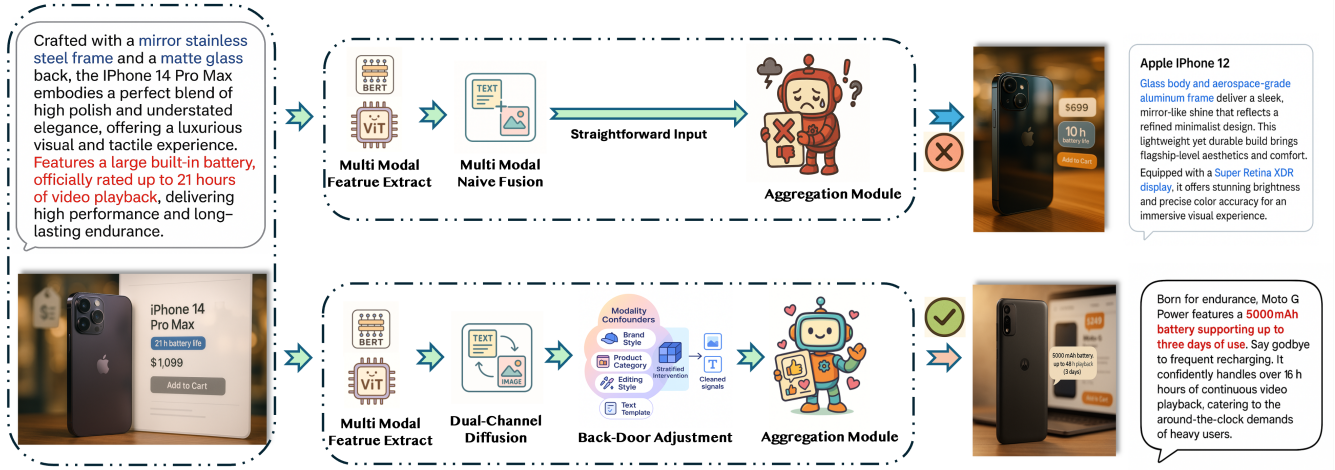 Crafted with a mirror stainless
steel frame and a matte glass
back, the IPhone 14 Pro Max
embodies a perfect blend of
high polish and understated
elegance, offering a luxurious
visual and tactile experience.
Features a large built-in battery,
officially rated up to 21 hours
of video playback, delivering
high performance and long–
lasting endurance.
iPhone 14
Pro Max
21 h battery life
$1,099
Add to Cart
BERT
ViT
Multi Modal
Featrue Extract
TEXT
Multi Modal
Naive Fusion
Straightforward Input
Aggregation Module
$699
10 h
battery life
Add to Cart
Apple IPhone 12
Glass body and aerospace-grade
aluminum frame deliver a sleek,
mirror-like shine that reflects a
refined minimalist design. This
lightweight yet durable build brings
flagship-level aesthetics and comfort.
Equipped with a Super Retina XDR
display, it offers stunning brightness
and precise color accuracy for an
immersive visual experience.
BERT
ViT
Multi Modal
Featrue Extract
TEXT
IMAGE
Dual-Channel
Diffusion
Modality
Confounders
Brand
Style
Product
Category
Editing
Style
Text
Template
Stratified
Intervention
T
Cleaned
signals
Back-Door Adjustment
Aggregation Module
$249
Moto G
5000 mAh battery.
up to 48 h playback
(3 days)
Born for endurance, Moto G
Power features a 5000mAh
battery supporting up to
three days of use. Say goodbye
to frequent recharging. It
confidently handles over 16 h
hours of continuous video
playback, catering to the
around-the-clock demands
of heavy users.